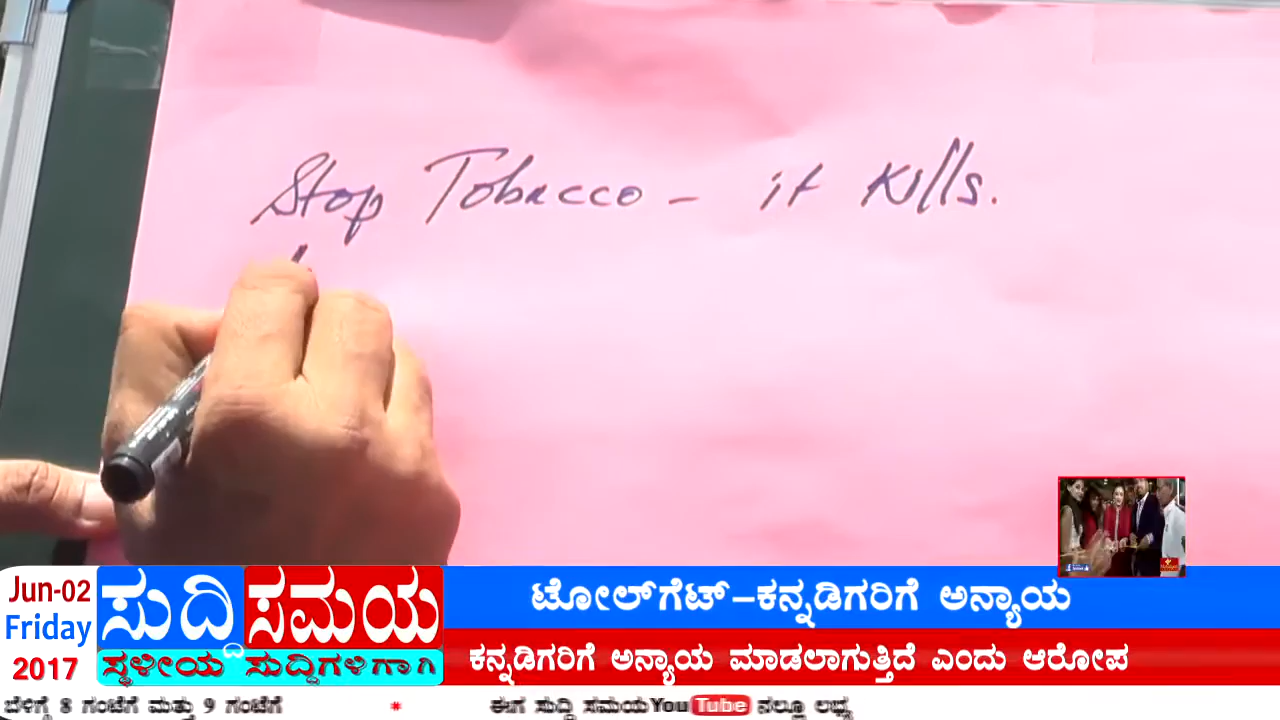 Stop Tobacco - it Kills.
Jun-02
Friday
2017
ಸುದ್ದಿ ಸಮಯ
ಸ್ಥಳೀಯ ಸುದ್ದಿಗಳಿಗಾಗಿ
ಟೋಲ್‌ಗೆಟ್-ಕನ್ನಡಿಗರಿಗೆ ಅನ್ಯಾಯ
ಕನ್ನಡಿಗರಿಗೆ ಅನ್ಯಾಯ ಮಾಡಲಾಗುತ್ತಿದೆ ಎಂದು ಆರೋಪ
ಬೆಳಿಗ್ಗೆ 8 ಗಂಟೆಗೆ ಮತ್ತು 9 ಗಂಟೆಗೆ * ಈಗ ಸುದ್ದಿ ಸಮಯ YouTube ನಲ್ಲೂ ಲಭ್ಯ